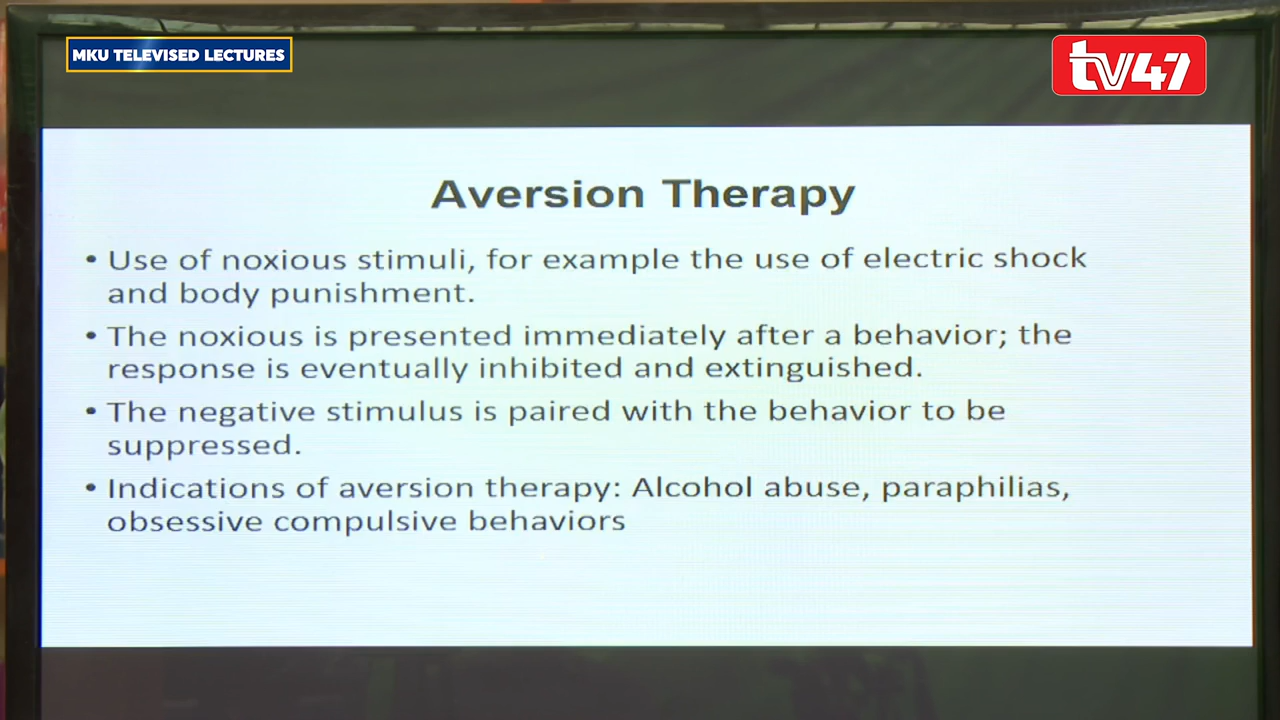 MKU TELEVISED LECTURES
tv47
Aversion Therapy
• Use of noxious stimuli, for example the use of electric shock
and body punishment.
• The noxious is presented immediately after a behavior; the
response is eventually inhibited and extinguished.
• The negative stimulus is paired with the behavior to be
suppressed.
• Indications of aversion therapy: Alcohol abuse, paraphilias,
obsessive compulsive behaviors